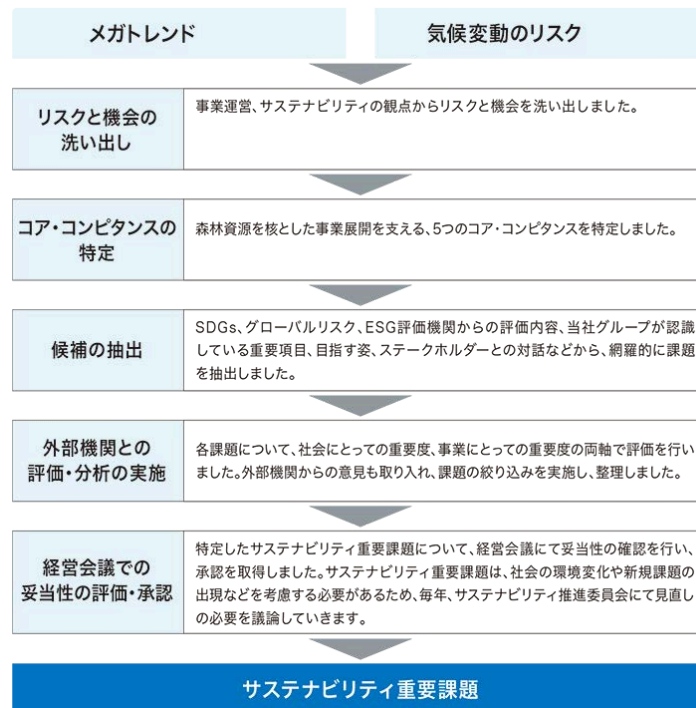 メガトレンド
気候変動のリスク
リスクと機会の
洗い出し
事業運営、サステナビリティの観点からリスクと機会を洗い出しました。
コア・コンピタンスの
特定
森林資源を核とした事業展開を支える、5つのコア・コンピタンスを特定しました。
候補の抽出
SDGs、グローバルリスク、ESG評価機関からの評価内容、当社グループが認識
している重要項目、目指す姿、ステークホルダーとの対話などから、網羅的に課題
を抽出しました。
外部機関との
評価・分析の実施
各課題について、社会にとっての重要度、事業にとっての重要度の両軸で評価を行い
ました。外部機関からの意見も取り入れ、課題の絞り込みを実施し、整理しました。
経営会議での
妥当性の評価・承認
特定したサステナビリティ重要課題について、経営会議にて妥当性の確認を行い、
承認を取得しました。サステナビリティ重要課題は、社会の環境変化や新規課題の
出現などを考慮する必要があるため、毎年、サステナビリティ推進委員会にて見直し
の必要を議論していきます。
サステナビリティ重要課題